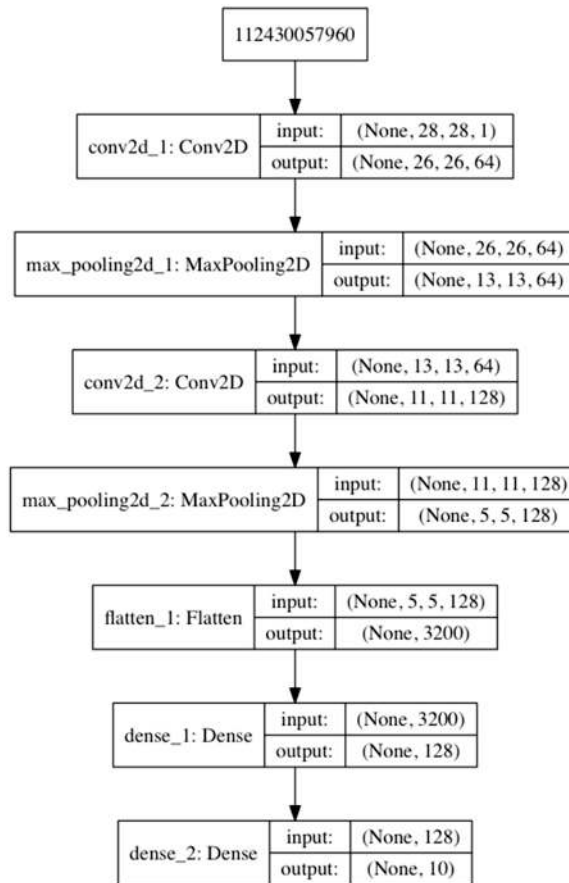 112430057960
conv2d_1: Conv2D
input: (None, 28, 28, 1)
output: (None, 26, 26, 64)
max_pooling2d_1: MaxPooling2D
input: (None, 26, 26, 64)
output: (None, 13, 13, 64)
conv2d_2: Conv2D
input: (None, 13, 13, 64)
output: (None, 11, 11, 128)
max_pooling2d_2: MaxPooling2D
input: (None, 11, 11, 128)
output: (None, 5, 5, 128)
flatten_1: Flatten
input: (None, 5, 5, 128)
output: (None, 3200)
dense_1: Dense
input: (None, 3200)
output: (None, 128)
dense_2: Dense
input: (None, 128)
output: (None, 10)